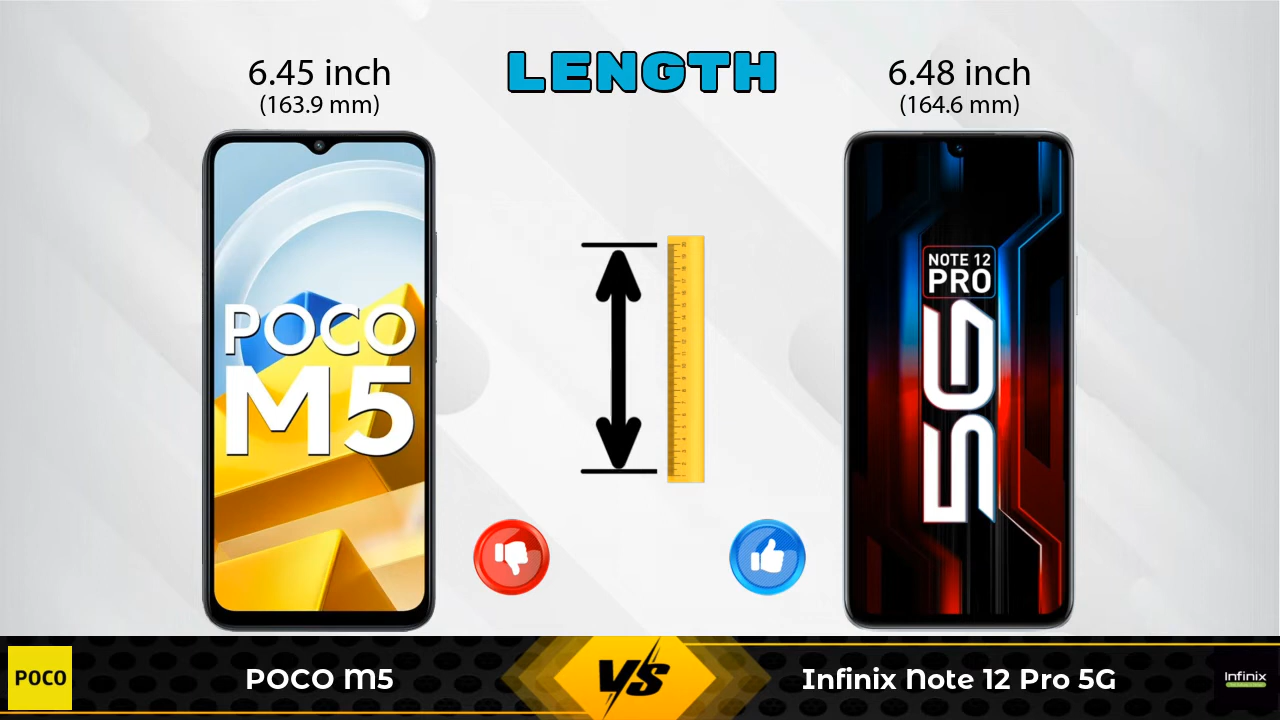 LENGTH
6.45 inch
(163.9 mm)
6.48 inch
(164.6 mm)
POCO
M5
NOTE 12
PRO
5G
POCO
POCO M5
VS
Infinix Note 12 Pro 5G
Infinix